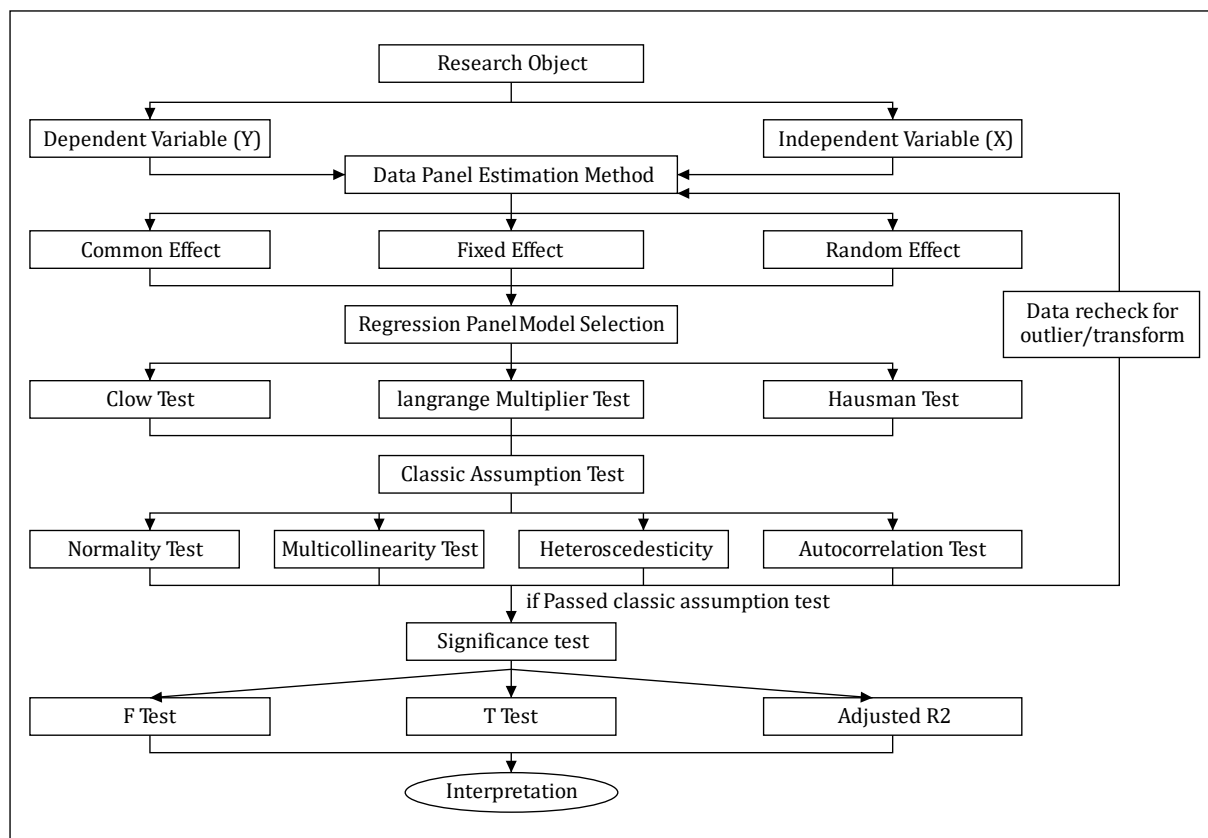 Research Object
Dependent Variable (Y)
Independent Variable (X)
Data Panel Estimation Method
Common Effect
Fixed Effect
Random Effect
Data recheck for
outlier/transform
Regression Panel Model Selection
Clow Test
langrange Multiplier Test
Hausman Test
Classic Assumption Test
Normality Test
Multicollinearity Test
Heteroscedesticity
Autocorrelation Test
if Passed classic assumption test
Significance test
F Test
T Test
Adjusted R2
Interpretation